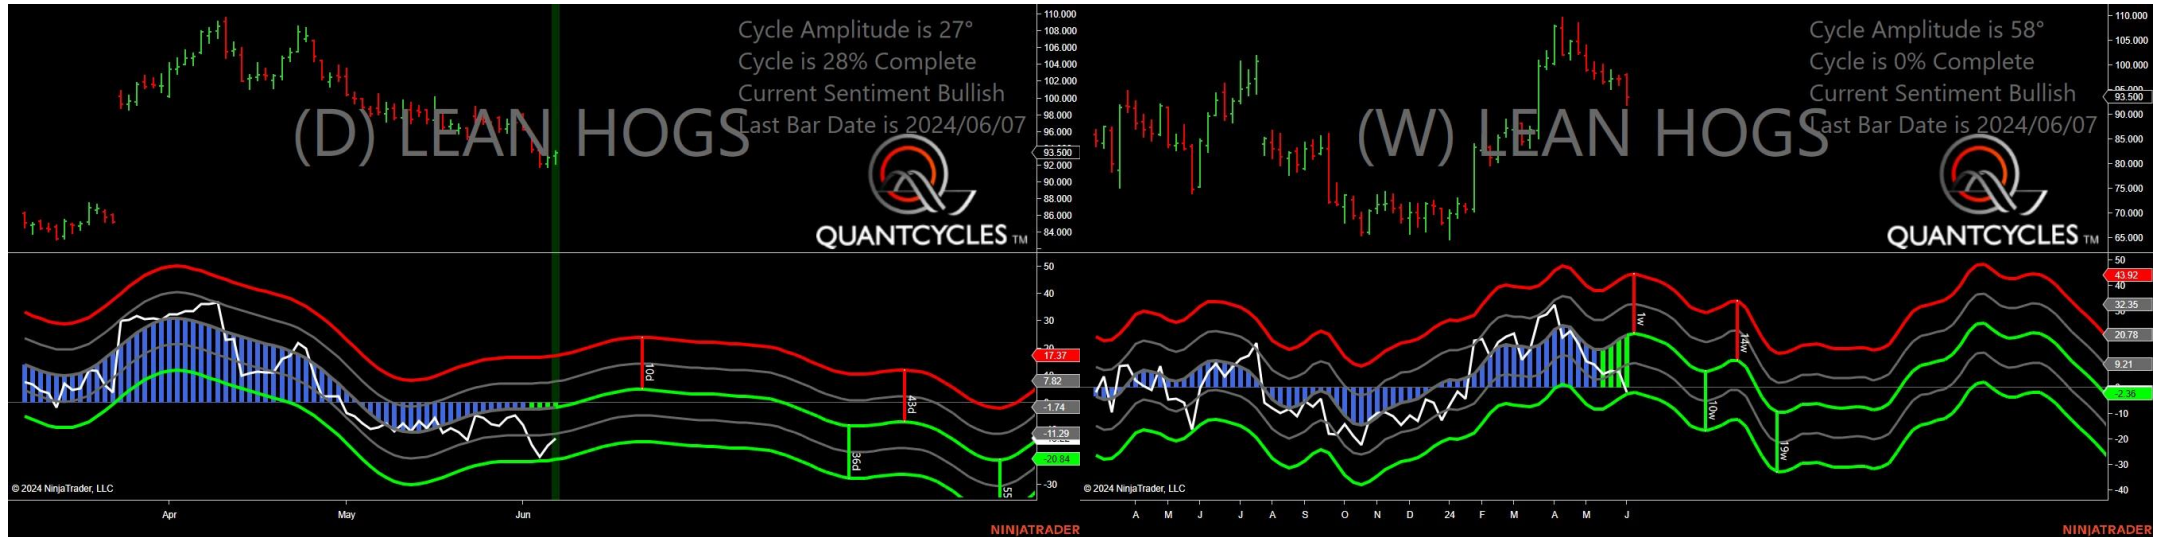 Cycle Amplitude is 27°
Cycle is 28% Complete
Current Sentiment Bullish
Last Bar Date is 2024/06/07
(D) LEAN HOGS
QUANTCYCLES TM
110.000
108.000
106.000
104.000
102.000
100.000
98.000
96.000
93.500
92.000
90.000
88.000
86.000
84.000
50
40
30
17.37
7.82
-1.74
-11.29
-20.84
-30
10d
43d
36d
55
© 2024 NinjaTrader, LLC
Apr
May
Jun
NINJATRADER
Cycle Amplitude is 58°
Cycle is 0% Complete
Current Sentiment Bullish
Last Bar Date is 2024/06/07
(W) LEAN HOGS
QUANTCYCLES TM
110.000
105.000
100.000
93.500
90.000
85.000
80.000
75.000
70.000
65.000
50
43.92
40
32.35
20.78
9.21
-2.36
-10
-20
-30
-40
1w
14w
10w
19w
© 2024 NinjaTrader, LLC
A M J J A S O N D 24 F M A M J
NINJATRADER